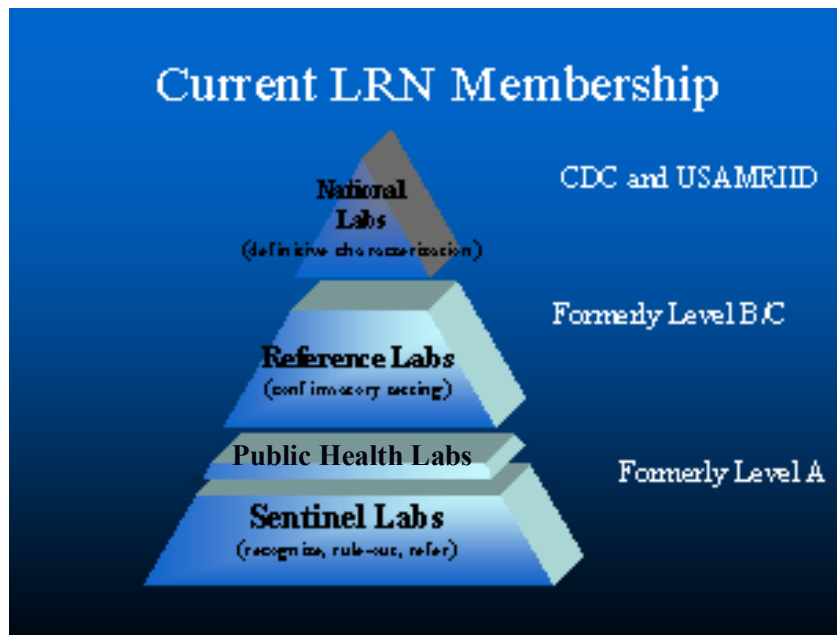 Current LRN Membership
National
Labs
(definitive characterization)
CDC and USAMRIID
Formerly Level B/C
Reference Labs
(confirmatory testing)
Public Health Labs
Formerly Level A
Sentinel Labs
(recognize, rule-out, refer)